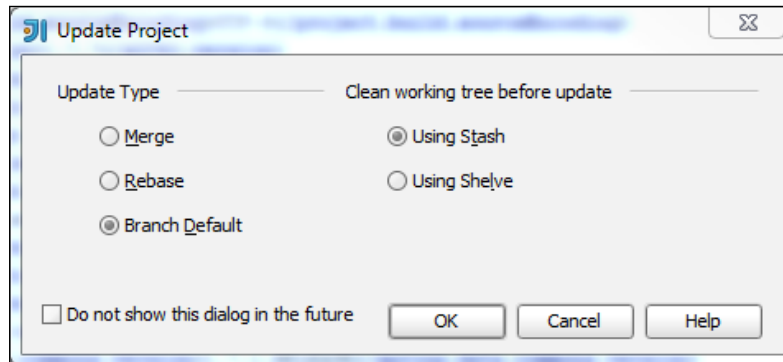 Update Project
Update Type
Clean working tree before update
Merge
Using Stash
Rebase
Using Shelve
Branch Default
Do not show this dialog in the future
OK
Cancel
Help